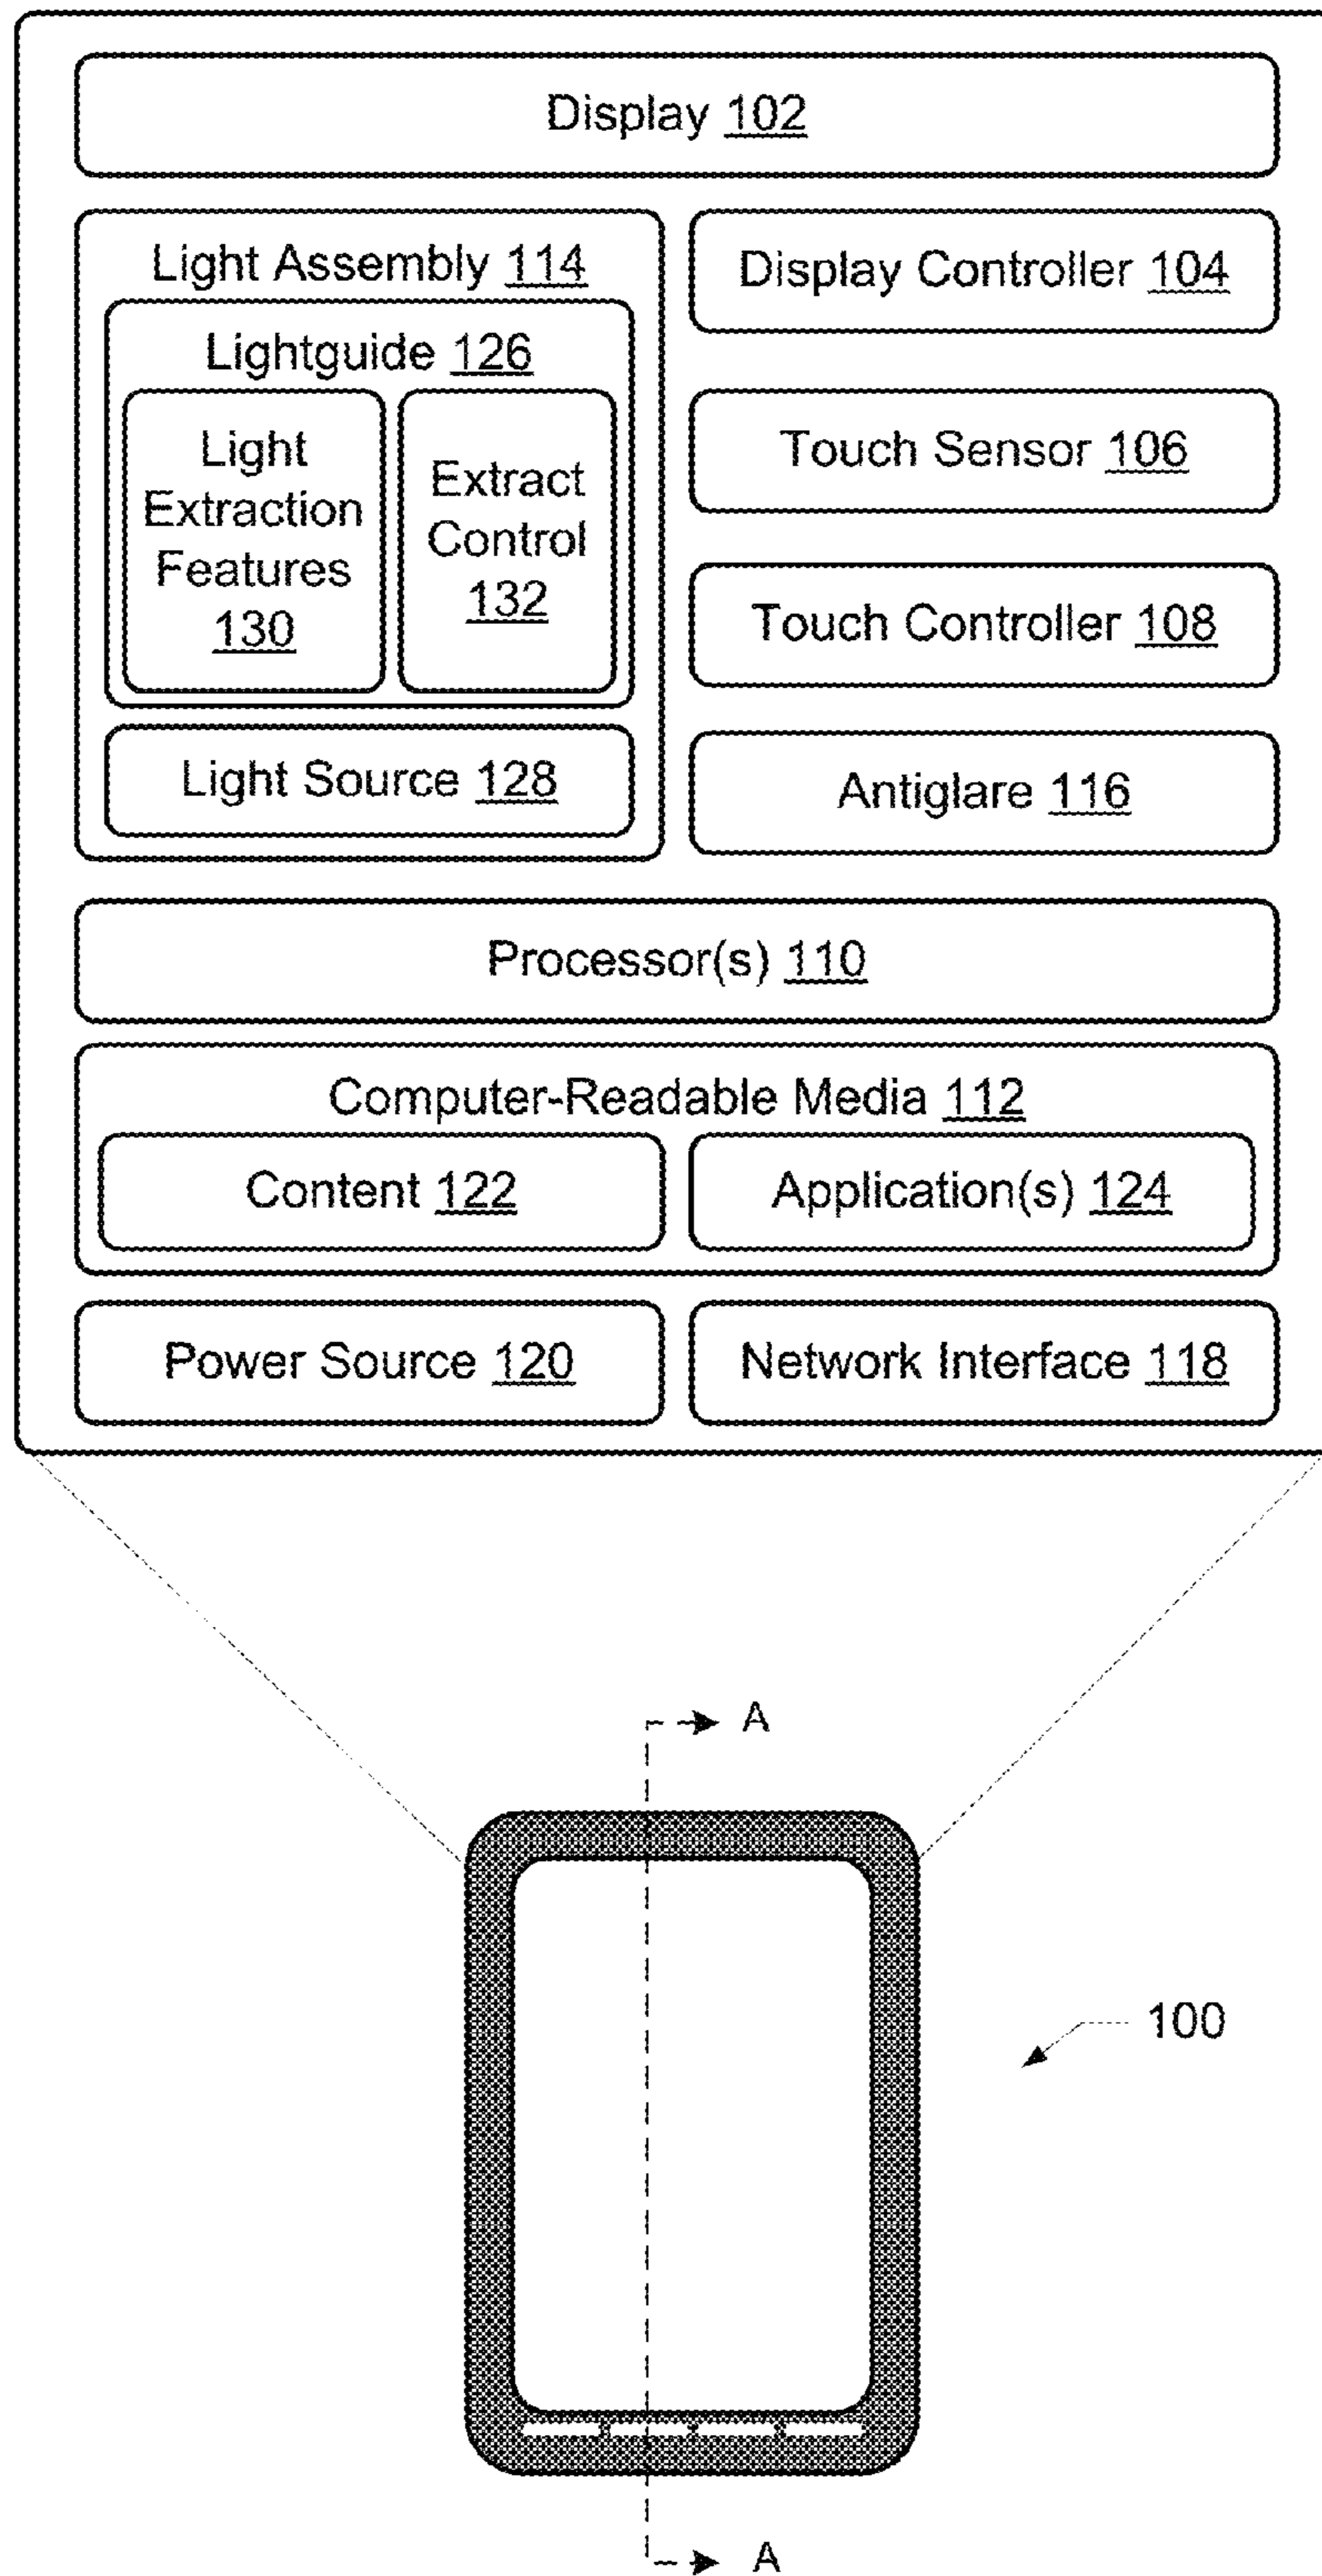 Display 102
Light Assembly 114
Display Controller 104
Lightguide 126
Light
Extraction
Features
130
Extract
Control
132
Touch Sensor 106
Touch Controller 108
Light Source 128
Antiglare 116
Processor(s) 110
Computer-Readable Media 112
Content 122
Application(s) 124
Power Source 120
Network Interface 118
A
100
A